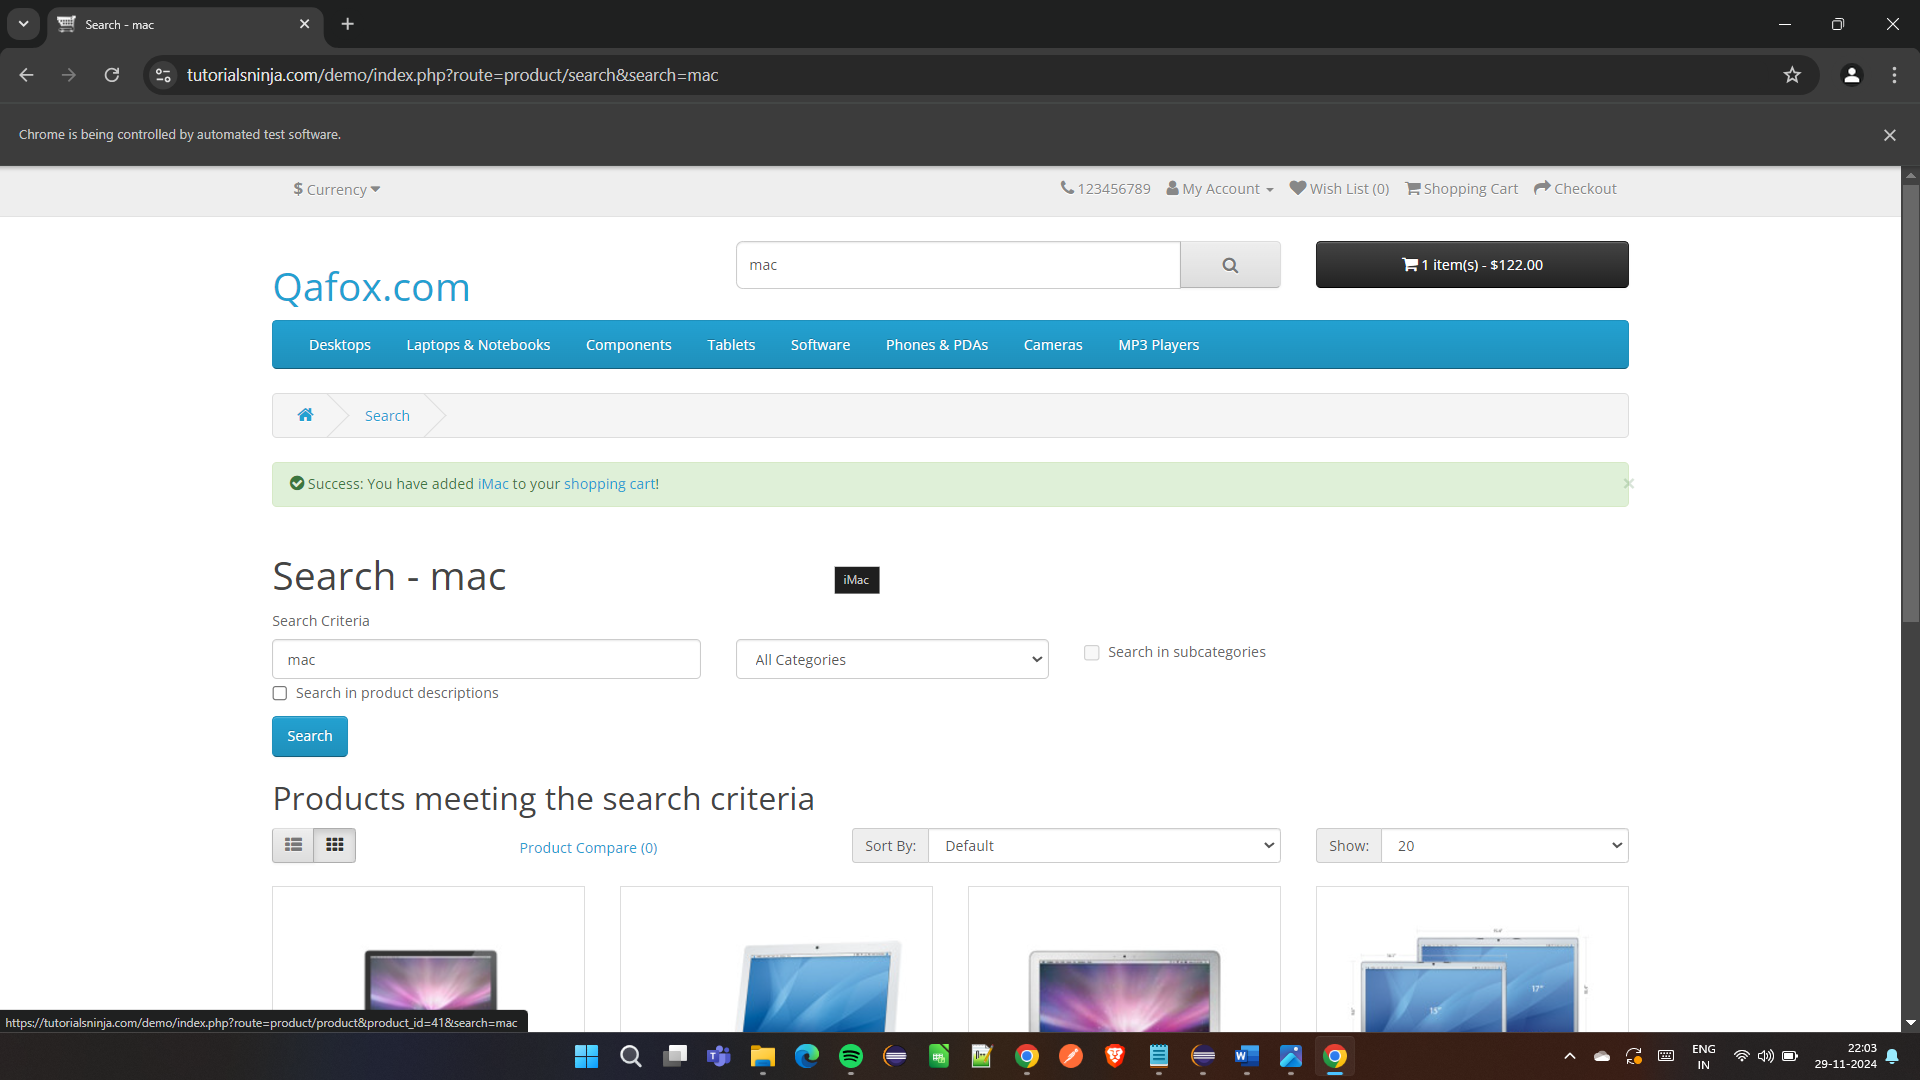 Search - mac
tutorialsninja.com/demo/index.php?route=product/search&search=mac
Chrome is being controlled by automated test software.
$ Currency
123456789 My Account Wish List (0) Shopping Cart Checkout
Qafox.com
mac
1 item(s) - $122.00
Desktops Laptops & Notebooks Components Tablets Software Phones & PDAs Cameras MP3 Players
Search
Success: You have added iMac to your shopping cart!
×
Search - mac
iMac
Search Criteria
mac
All Categories
Search in subcategories
Search in product descriptions
Search
Products meeting the search criteria
Product Compare (0)
Sort By: Default
Show: 20
15"
17"
https://tutorialsninja.com/demo/index.php?route=product/product&product_id=41&search=mac
ENG
IN
22:03
29-11-2024